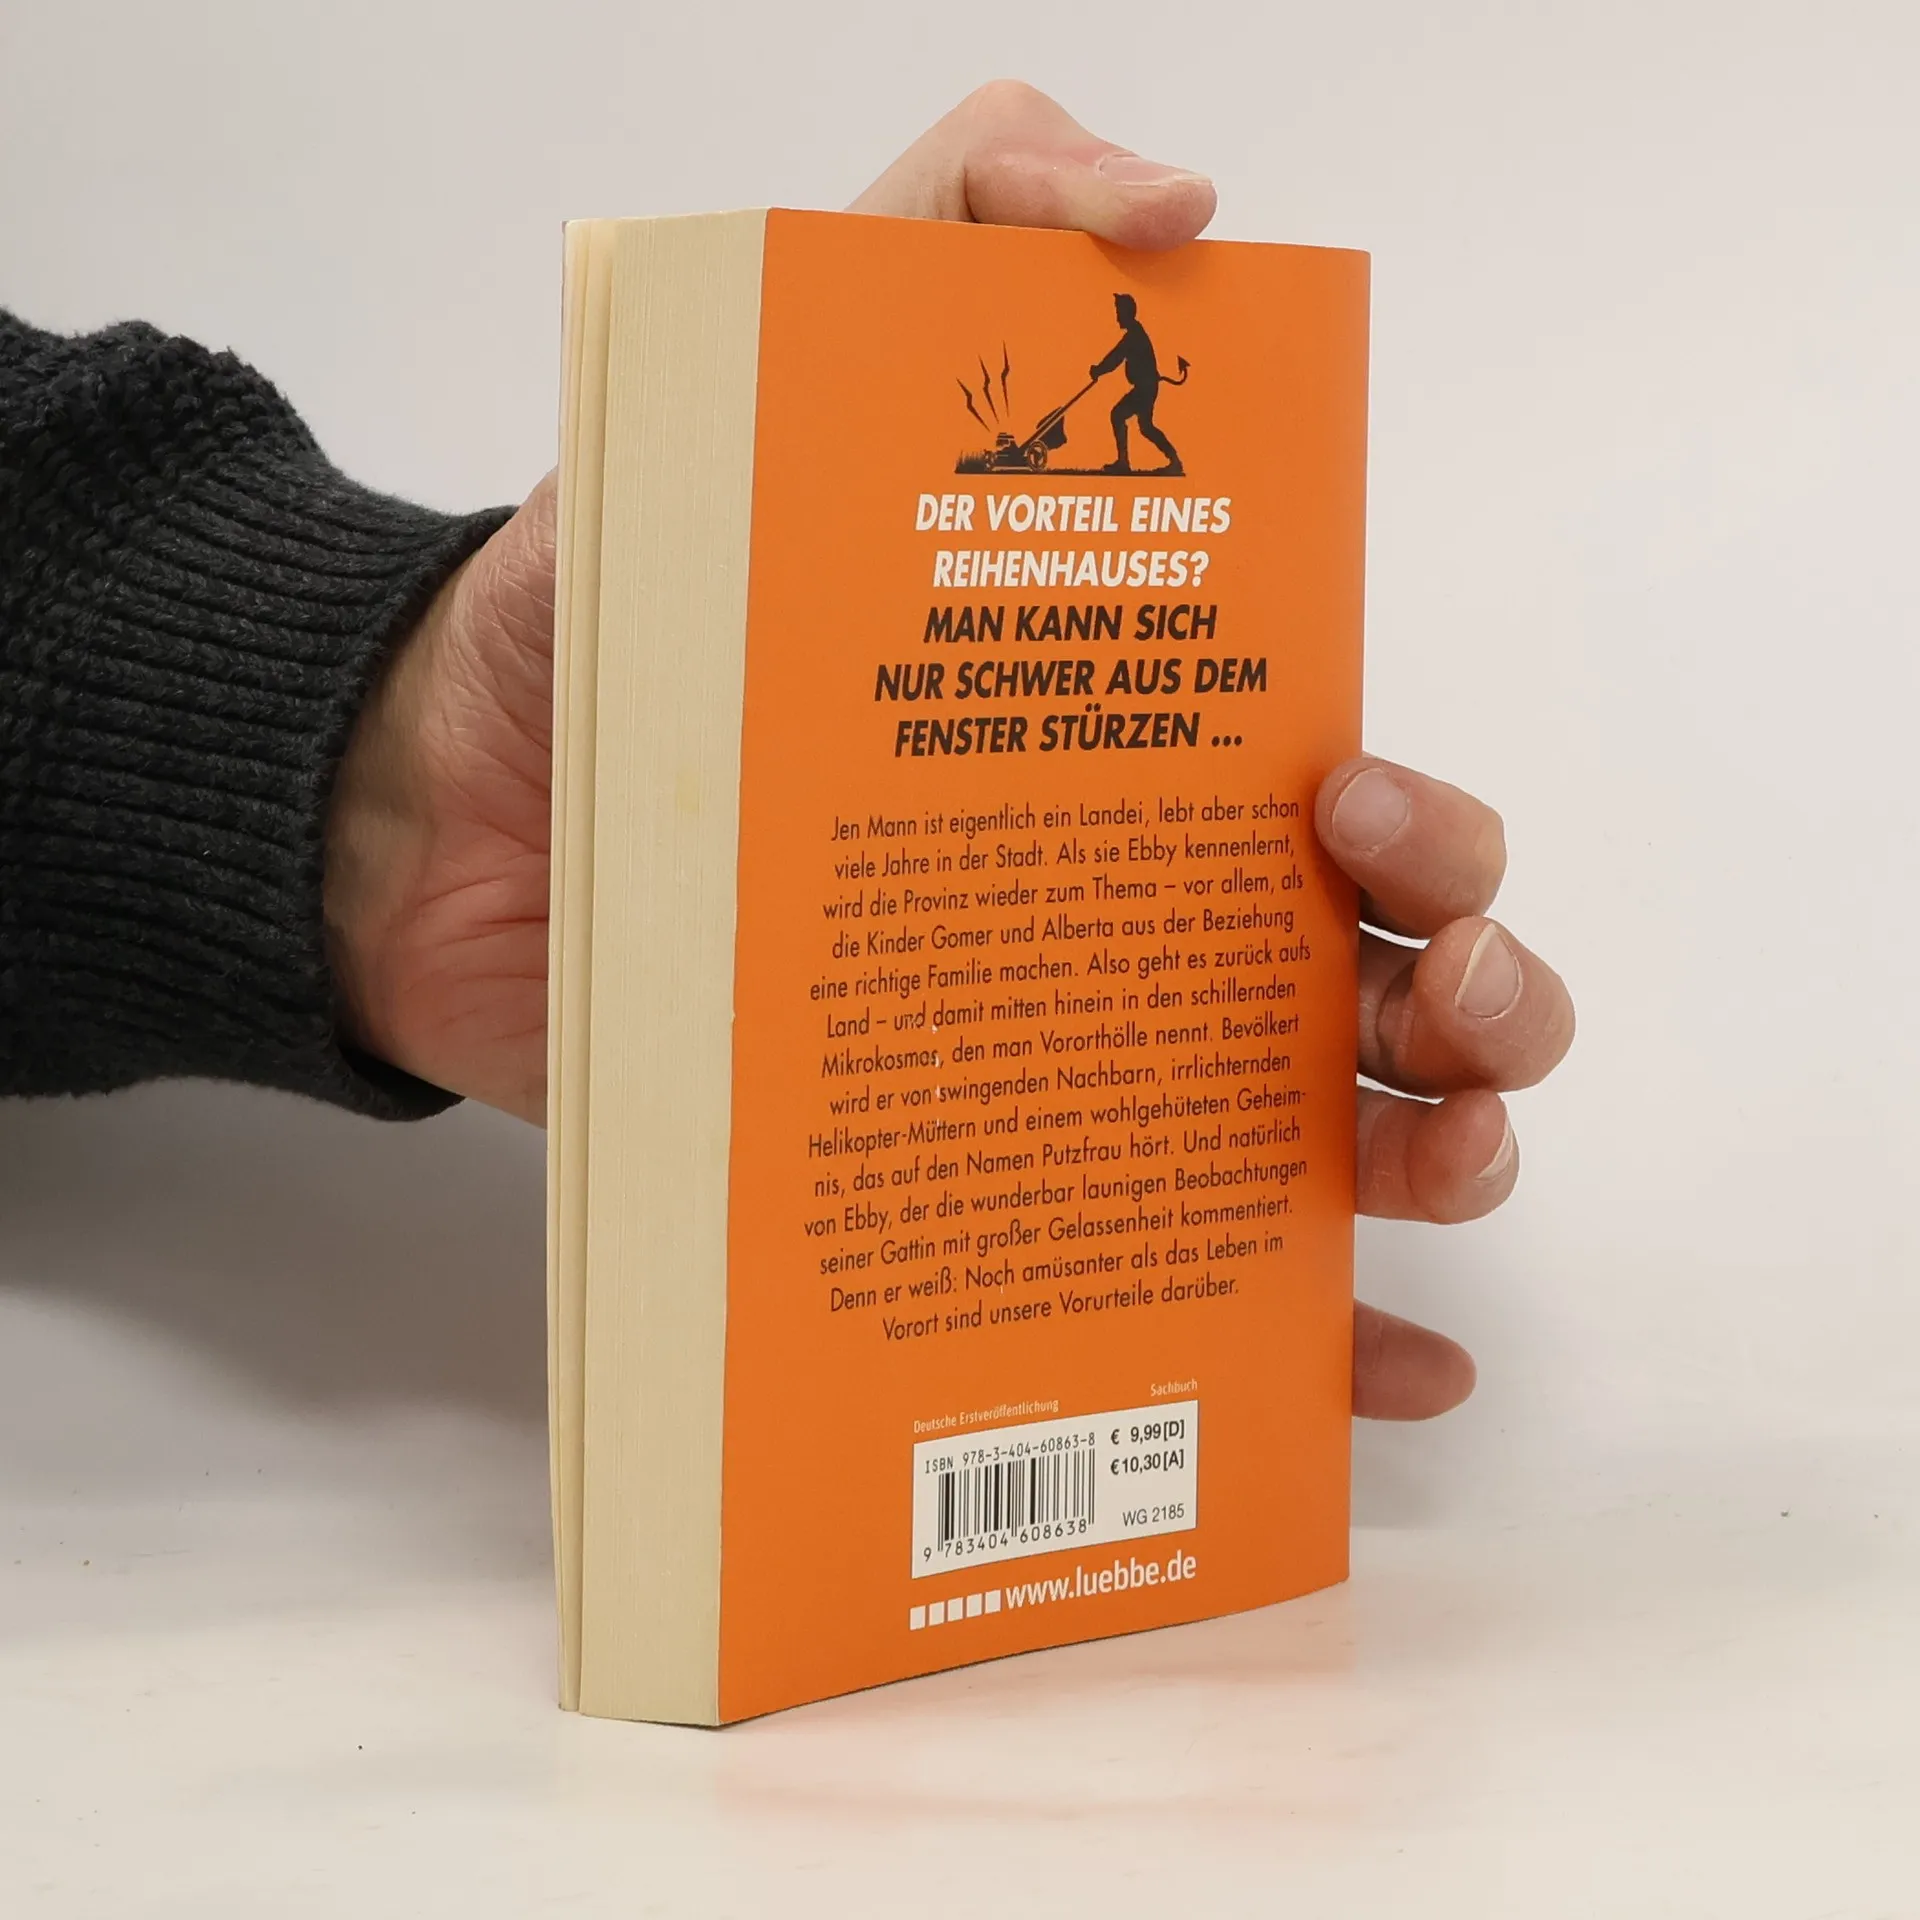 DER VORTEIL EINES
REIHENHAUSES?
MAN KANN SICH
NUR SCHWER AUS DEM
FENSTER STÜRZEN ...
Jen Mann ist eigentlich ein Landei, lebt aber schon
viele Jahre in der Stadt. Als sie Ebby kennenlernt,
wird die Provinz wieder zum Thema – vor allem, als
die Kinder Gomer und Alberta aus der Beziehung
eine richtige Familie machen. Also geht es zurück aufs
Land – und damit mitten hinein in den schillernden
Mikrokosmos, den man Vororthölle nennt. Bevölkert
wird er von swingenden Nachbarn, irrlichternden
Helikopter-Müttern und einem wohlgehüteten Geheim-
nis, das auf den Namen Putzfrau hört. Und natürlich
von Ebby, der die wunderbar launigen Beobachtungen
seiner Gattin mit großer Gelassenheit kommentiert.
Denn er weiß: Noch amüsanter als das Leben im
Vorort sind unsere Vorurteile darüber.
Deutsche Erstveröffentlichung Sachbuch
ISBN 978-3-404-60863-8 € 9,99[D]
€10,30[A]
WG 2185
9 783404 608638
www.luebbe.de